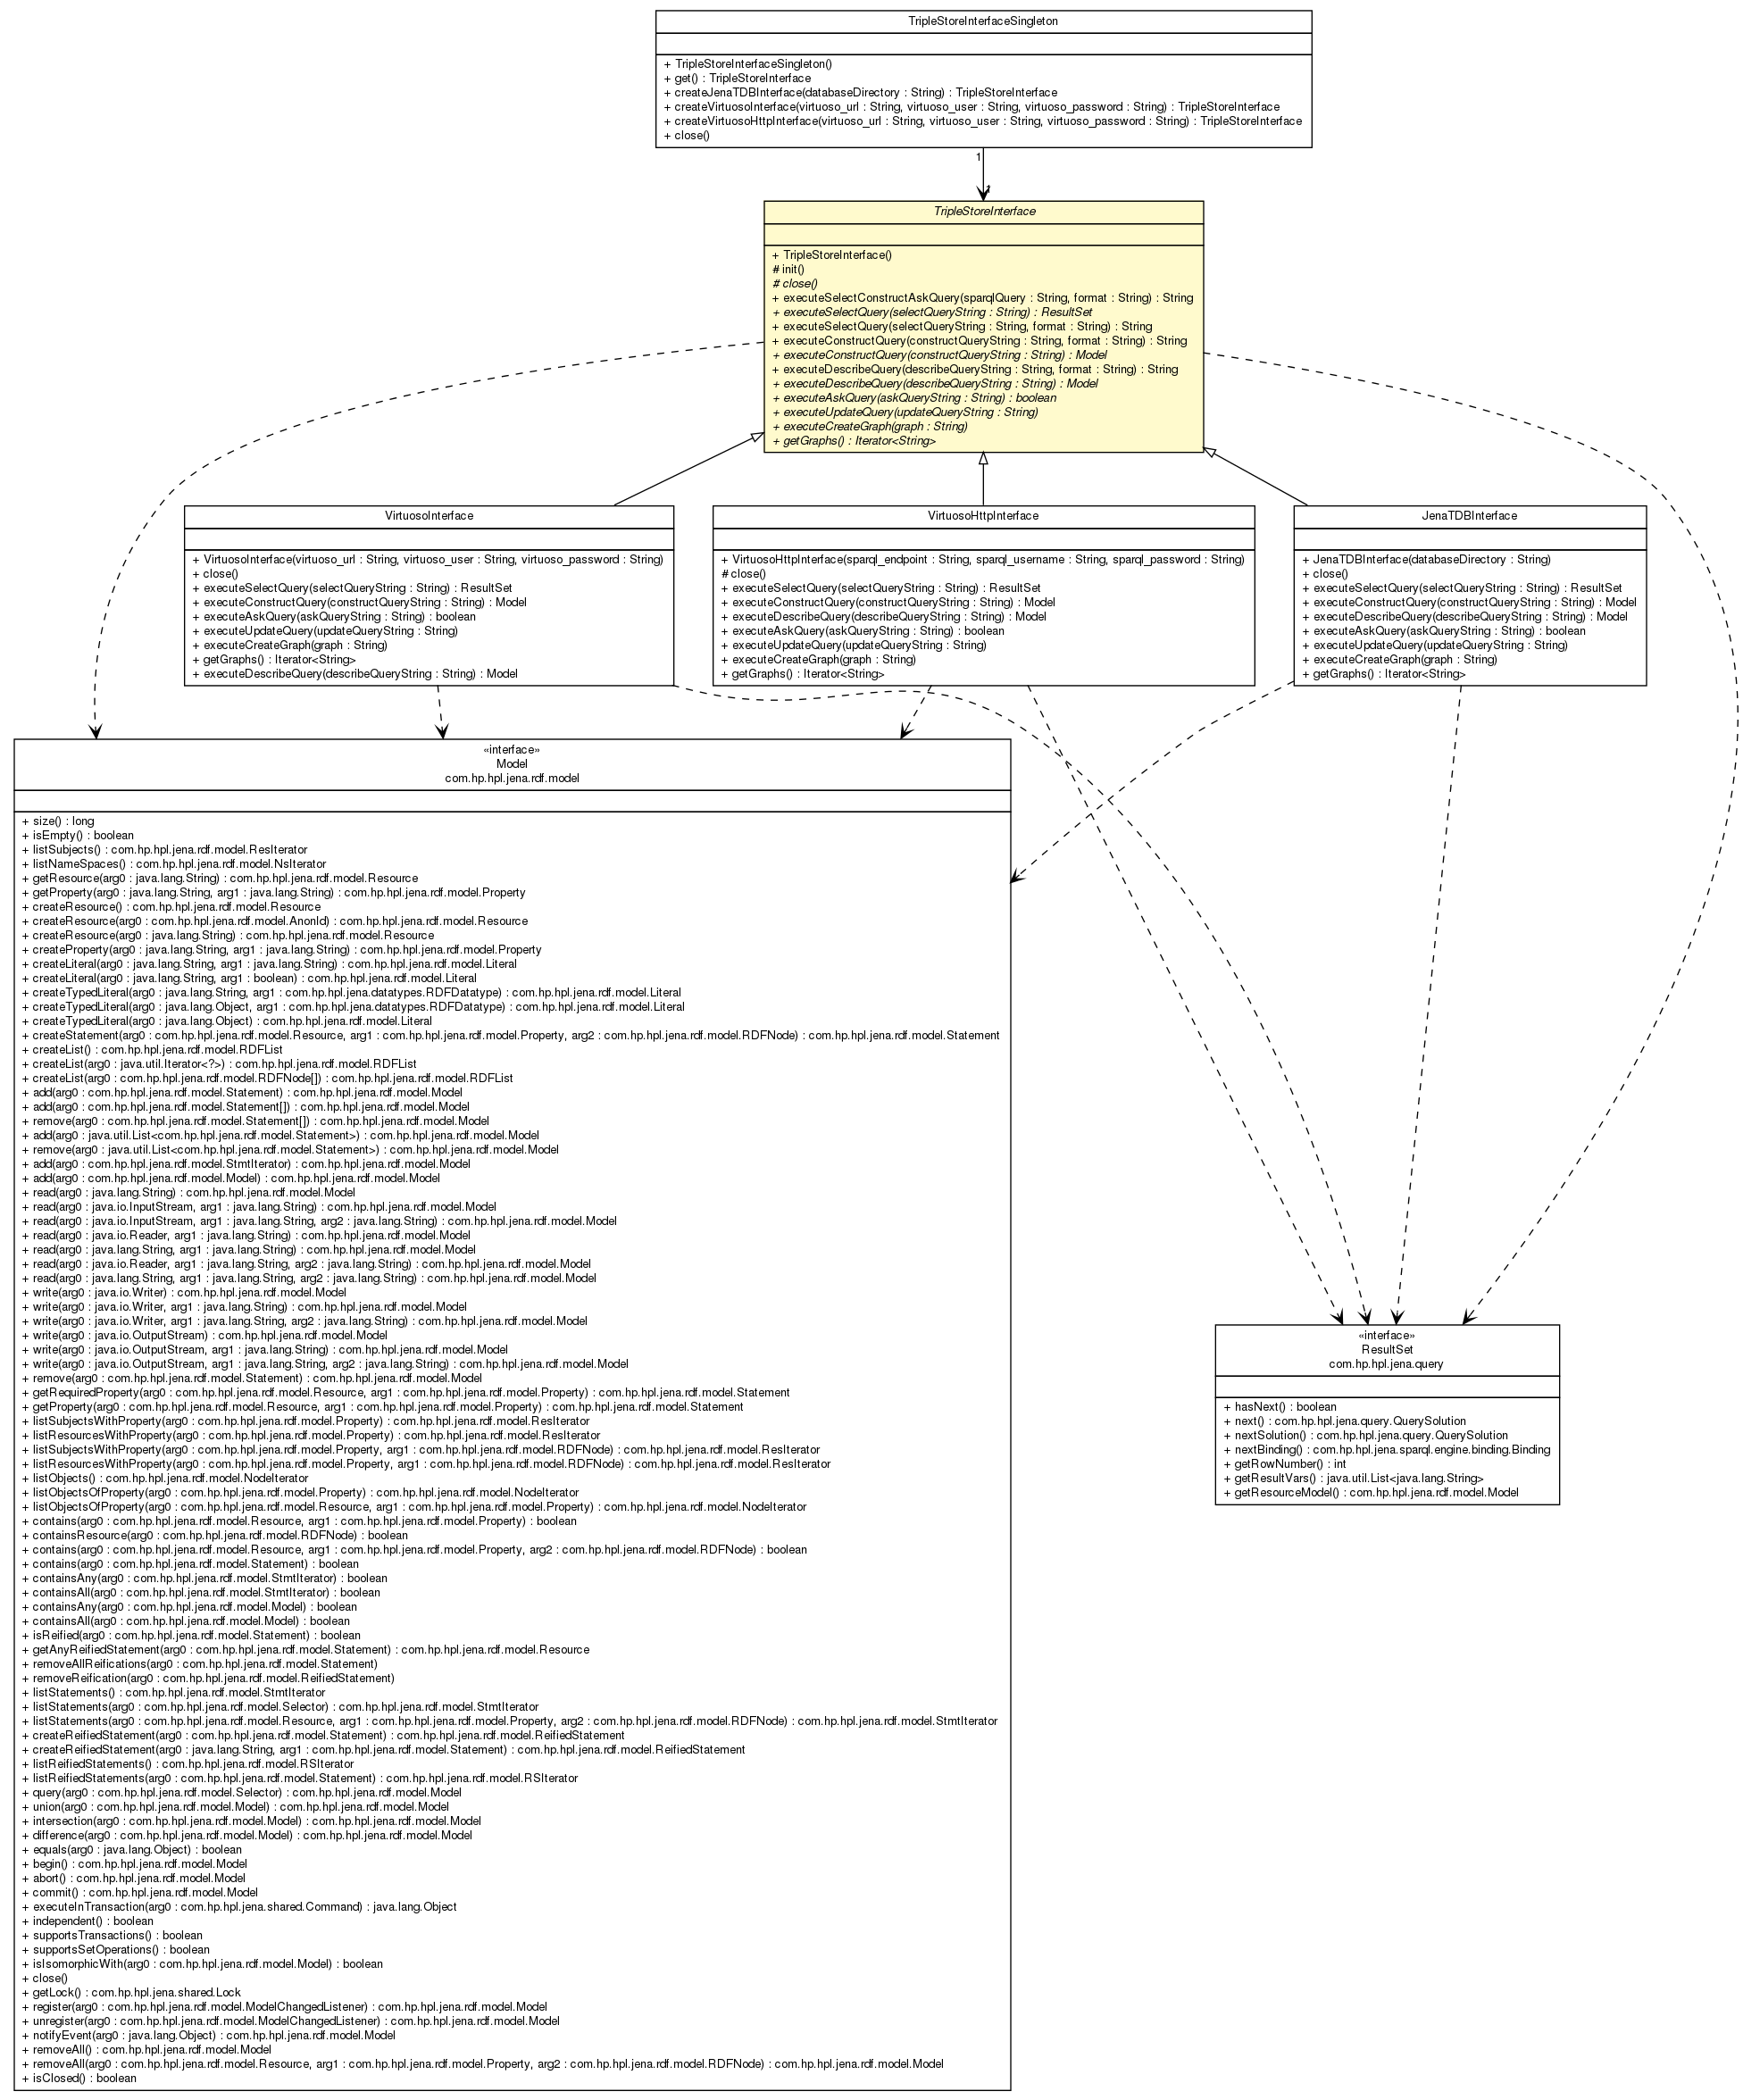 TripleStoreInterfaceSingleton
+ TripleStoreInterfaceSingleton()
+ get() : TripleStoreInterface
+ createJenaTDBInterface(databaseDirectory : String) : TripleStoreInterface
+ createVirtuosoInterface(virtuoso_url : String, virtuoso_user : String, virtuoso_password : String) : TripleStoreInterface
+ createVirtuosoHttpInterface(virtuoso_url : String, virtuoso_user : String, virtuoso_password : String) : TripleStoreInterface
+ close()
1
1
TripleStoreInterface
+ TripleStoreInterface()
# init()
# close()
+ executeSelectConstructAskQuery(sparqlQuery : String, format : String) : String
+ executeSelectQuery(selectQueryString : String) : ResultSet
+ executeSelectQuery(selectQueryString : String, format : String) : String
+ executeConstructQuery(constructQueryString : String, format : String) : String
+ executeConstructQuery(constructQueryString : String) : Model
+ executeDescribeQuery(describeQueryString : String, format : String) : String
+ executeDescribeQuery(describeQueryString : String) : Model
+ executeAskQuery(askQueryString : String) : boolean
+ executeUpdateQuery(updateQueryString : String)
+ executeCreateGraph(graph : String)
+ getGraphs() : Iterator<String>
VirtuosoInterface
+ VirtuosoInterface(virtuoso_url : String, virtuoso_user : String, virtuoso_password : String)
+ close()
+ executeSelectQuery(selectQueryString : String) : ResultSet
+ executeConstructQuery(constructQueryString : String) : Model
+ executeAskQuery(askQueryString : String) : boolean
+ executeUpdateQuery(updateQueryString : String)
+ executeCreateGraph(graph : String)
+ getGraphs() : Iterator<String>
+ executeDescribeQuery(describeQueryString : String) : Model
VirtuosoHttpInterface
+ VirtuosoHttpInterface(sparql_endpoint : String, sparql_username : String, sparql_password : String)
# close()
+ executeSelectQuery(selectQueryString : String) : ResultSet
+ executeConstructQuery(constructQueryString : String) : Model
+ executeDescribeQuery(describeQueryString : String) : Model
+ executeAskQuery(askQueryString : String) : boolean
+ executeUpdateQuery(updateQueryString : String)
+ executeCreateGraph(graph : String)
+ getGraphs() : Iterator<String>
JenaTDBInterface
+ JenaTDBInterface(databaseDirectory : String)
+ close()
+ executeSelectQuery(selectQueryString : String) : ResultSet
+ executeConstructQuery(constructQueryString : String) : Model
+ executeDescribeQuery(describeQueryString : String) : Model
+ executeAskQuery(askQueryString : String) : boolean
+ executeUpdateQuery(updateQueryString : String)
+ executeCreateGraph(graph : String)
+ getGraphs() : Iterator<String>
«interface»
Model
com.hp.hpl.jena.rdf.model
+ size() : long
+ isEmpty() : boolean
+ listSubjects() : com.hp.hpl.jena.rdf.model.ResIterator
+ listNameSpaces() : com.hp.hpl.jena.rdf.model.NsIterator
+ getResource(arg0 : java.lang.String) : com.hp.hpl.jena.rdf.model.Resource
+ getProperty(arg0 : java.lang.String, arg1 : java.lang.String) : com.hp.hpl.jena.rdf.model.Property
+ createResource() : com.hp.hpl.jena.rdf.model.Resource
+ createResource(arg0 : com.hp.hpl.jena.rdf.model.AnonId) : com.hp.hpl.jena.rdf.model.Resource
+ createResource(arg0 : java.lang.String) : com.hp.hpl.jena.rdf.model.Resource
+ createProperty(arg0 : java.lang.String, arg1 : java.lang.String) : com.hp.hpl.jena.rdf.model.Property
+ createLiteral(arg0 : java.lang.String, arg1 : java.lang.String) : com.hp.hpl.jena.rdf.model.Literal
+ createLiteral(arg0 : java.lang.String, arg1 : boolean) : com.hp.hpl.jena.rdf.model.Literal
+ createTypedLiteral(arg0 : java.lang.String, arg1 : com.hp.hpl.jena.datatypes.RDFDatatype) : com.hp.hpl.jena.rdf.model.Literal
+ createTypedLiteral(arg0 : java.lang.Object, arg1 : com.hp.hpl.jena.datatypes.RDFDatatype) : com.hp.hpl.jena.rdf.model.Literal
+ createTypedLiteral(arg0 : java.lang.Object) : com.hp.hpl.jena.rdf.model.Literal
+ createStatement(arg0 : com.hp.hpl.jena.rdf.model.Resource, arg1 : com.hp.hpl.jena.rdf.model.Property, arg2 : com.hp.hpl.jena.rdf.model.RDFNode) : com.hp.hpl.jena.rdf.model.Statement
+ createList() : com.hp.hpl.jena.rdf.model.RDFList
+ createList(arg0 : java.util.Iterator<?>) : com.hp.hpl.jena.rdf.model.RDFList
+ createList(arg0 : com.hp.hpl.jena.rdf.model.RDFNode[]) : com.hp.hpl.jena.rdf.model.RDFList
+ add(arg0 : com.hp.hpl.jena.rdf.model.Statement) : com.hp.hpl.jena.rdf.model.Model
+ add(arg0 : com.hp.hpl.jena.rdf.model.Statement[]) : com.hp.hpl.jena.rdf.model.Model
+ remove(arg0 : com.hp.hpl.jena.rdf.model.Statement[]) : com.hp.hpl.jena.rdf.model.Model
+ add(arg0 : java.util.List<com.hp.hpl.jena.rdf.model.Statement>) : com.hp.hpl.jena.rdf.model.Model
+ remove(arg0 : java.util.List<com.hp.hpl.jena.rdf.model.Statement>) : com.hp.hpl.jena.rdf.model.Model
+ add(arg0 : com.hp.hpl.jena.rdf.model.StmtIterator) : com.hp.hpl.jena.rdf.model.Model
+ add(arg0 : com.hp.hpl.jena.rdf.model.Model) : com.hp.hpl.jena.rdf.model.Model
+ read(arg0 : java.lang.String) : com.hp.hpl.jena.rdf.model.Model
+ read(arg0 : java.io.InputStream, arg1 : java.lang.String) : com.hp.hpl.jena.rdf.model.Model
+ read(arg0 : java.io.InputStream, arg1 : java.lang.String, arg2 : java.lang.String) : com.hp.hpl.jena.rdf.model.Model
+ read(arg0 : java.io.Reader, arg1 : java.lang.String) : com.hp.hpl.jena.rdf.model.Model
+ read(arg0 : java.lang.String, arg1 : java.lang.String) : com.hp.hpl.jena.rdf.model.Model
+ read(arg0 : java.io.Reader, arg1 : java.lang.String, arg2 : java.lang.String) : com.hp.hpl.jena.rdf.model.Model
+ read(arg0 : java.lang.String, arg1 : java.lang.String, arg2 : java.lang.String) : com.hp.hpl.jena.rdf.model.Model
+ write(arg0 : java.io.Writer) : com.hp.hpl.jena.rdf.model.Model
+ write(arg0 : java.io.Writer, arg1 : java.lang.String) : com.hp.hpl.jena.rdf.model.Model
+ write(arg0 : java.io.Writer, arg1 : java.lang.String, arg2 : java.lang.String) : com.hp.hpl.jena.rdf.model.Model
+ write(arg0 : java.io.OutputStream) : com.hp.hpl.jena.rdf.model.Model
+ write(arg0 : java.io.OutputStream, arg1 : java.lang.String) : com.hp.hpl.jena.rdf.model.Model
+ write(arg0 : java.io.OutputStream, arg1 : java.lang.String, arg2 : java.lang.String) : com.hp.hpl.jena.rdf.model.Model
+ remove(arg0 : com.hp.hpl.jena.rdf.model.Statement) : com.hp.hpl.jena.rdf.model.Model
+ getRequiredProperty(arg0 : com.hp.hpl.jena.rdf.model.Resource, arg1 : com.hp.hpl.jena.rdf.model.Property) : com.hp.hpl.jena.rdf.model.Statement
+ getProperty(arg0 : com.hp.hpl.jena.rdf.model.Resource, arg1 : com.hp.hpl.jena.rdf.model.Property) : com.hp.hpl.jena.rdf.model.Statement
+ listSubjectsWithProperty(arg0 : com.hp.hpl.jena.rdf.model.Property) : com.hp.hpl.jena.rdf.model.ResIterator
+ listResourcesWithProperty(arg0 : com.hp.hpl.jena.rdf.model.Property) : com.hp.hpl.jena.rdf.model.ResIterator
+ listSubjectsWithProperty(arg0 : com.hp.hpl.jena.rdf.model.Property, arg1 : com.hp.hpl.jena.rdf.model.RDFNode) : com.hp.hpl.jena.rdf.model.ResIterator
+ listResourcesWithProperty(arg0 : com.hp.hpl.jena.rdf.model.Property, arg1 : com.hp.hpl.jena.rdf.model.RDFNode) : com.hp.hpl.jena.rdf.model.ResIterator
+ listObjects() : com.hp.hpl.jena.rdf.model.NodeIterator
+ listObjectsOfProperty(arg0 : com.hp.hpl.jena.rdf.model.Property) : com.hp.hpl.jena.rdf.model.NodeIterator
+ listObjectsOfProperty(arg0 : com.hp.hpl.jena.rdf.model.Resource, arg1 : com.hp.hpl.jena.rdf.model.Property) : com.hp.hpl.jena.rdf.model.NodeIterator
+ contains(arg0 : com.hp.hpl.jena.rdf.model.Resource, arg1 : com.hp.hpl.jena.rdf.model.Property) : boolean
+ containsResource(arg0 : com.hp.hpl.jena.rdf.model.RDFNode) : boolean
+ contains(arg0 : com.hp.hpl.jena.rdf.model.Resource, arg1 : com.hp.hpl.jena.rdf.model.Property, arg2 : com.hp.hpl.jena.rdf.model.RDFNode) : boolean
+ contains(arg0 : com.hp.hpl.jena.rdf.model.Statement) : boolean
+ containsAny(arg0 : com.hp.hpl.jena.rdf.model.StmtIterator) : boolean
+ containsAll(arg0 : com.hp.hpl.jena.rdf.model.StmtIterator) : boolean
+ containsAny(arg0 : com.hp.hpl.jena.rdf.model.Model) : boolean
+ containsAll(arg0 : com.hp.hpl.jena.rdf.model.Model) : boolean
+ isReified(arg0 : com.hp.hpl.jena.rdf.model.Statement) : boolean
+ getAnyReifiedStatement(arg0 : com.hp.hpl.jena.rdf.model.Statement) : com.hp.hpl.jena.rdf.model.Resource
+ removeAllReifications(arg0 : com.hp.hpl.jena.rdf.model.Statement)
+ removeReification(arg0 : com.hp.hpl.jena.rdf.model.ReifiedStatement)
+ listStatements() : com.hp.hpl.jena.rdf.model.StmtIterator
+ listStatements(arg0 : com.hp.hpl.jena.rdf.model.Selector) : com.hp.hpl.jena.rdf.model.StmtIterator
+ listStatements(arg0 : com.hp.hpl.jena.rdf.model.Resource, arg1 : com.hp.hpl.jena.rdf.model.Property, arg2 : com.hp.hpl.jena.rdf.model.RDFNode) : com.hp.hpl.jena.rdf.model.StmtIterator
+ createReifiedStatement(arg0 : com.hp.hpl.jena.rdf.model.Statement) : com.hp.hpl.jena.rdf.model.ReifiedStatement
+ createReifiedStatement(arg0 : java.lang.String, arg1 : com.hp.hpl.jena.rdf.model.Statement) : com.hp.hpl.jena.rdf.model.ReifiedStatement
+ listReifiedStatements() : com.hp.hpl.jena.rdf.model.RSIterator
+ listReifiedStatements(arg0 : com.hp.hpl.jena.rdf.model.Statement) : com.hp.hpl.jena.rdf.model.RSIterator
+ query(arg0 : com.hp.hpl.jena.rdf.model.Selector) : com.hp.hpl.jena.rdf.model.Model
+ union(arg0 : com.hp.hpl.jena.rdf.model.Model) : com.hp.hpl.jena.rdf.model.Model
+ intersection(arg0 : com.hp.hpl.jena.rdf.model.Model) : com.hp.hpl.jena.rdf.model.Model
+ difference(arg0 : com.hp.hpl.jena.rdf.model.Model) : com.hp.hpl.jena.rdf.model.Model
+ equals(arg0 : java.lang.Object) : boolean
+ begin() : com.hp.hpl.jena.rdf.model.Model
+ abort() : com.hp.hpl.jena.rdf.model.Model
+ commit() : com.hp.hpl.jena.rdf.model.Model
+ executeInTransaction(arg0 : com.hp.hpl.jena.shared.Command) : java.lang.Object
+ independent() : boolean
+ supportsTransactions() : boolean
+ supportsSetOperations() : boolean
+ isIsomorphicWith(arg0 : com.hp.hpl.jena.rdf.model.Model) : boolean
+ close()
+ getLock() : com.hp.hpl.jena.shared.Lock
+ register(arg0 : com.hp.hpl.jena.rdf.model.ModelChangedListener) : com.hp.hpl.jena.rdf.model.Model
+ unregister(arg0 : com.hp.hpl.jena.rdf.model.ModelChangedListener) : com.hp.hpl.jena.rdf.model.Model
+ notifyEvent(arg0 : java.lang.Object) : com.hp.hpl.jena.rdf.model.Model
+ removeAll() : com.hp.hpl.jena.rdf.model.Model
+ removeAll(arg0 : com.hp.hpl.jena.rdf.model.Resource, arg1 : com.hp.hpl.jena.rdf.model.Property, arg2 : com.hp.hpl.jena.rdf.model.RDFNode) : com.hp.hpl.jena.rdf.model.Model
+ isClosed() : boolean
«interface»
ResultSet
com.hp.hpl.jena.query
+ hasNext() : boolean
+ next() : com.hp.hpl.jena.query.QuerySolution
+ nextSolution() : com.hp.hpl.jena.query.QuerySolution
+ nextBinding() : com.hp.hpl.jena.sparql.engine.binding.Binding
+ getRowNumber() : int
+ getResultVars() : java.util.List<java.lang.String>
+ getResourceModel() : com.hp.hpl.jena.rdf.model.Model